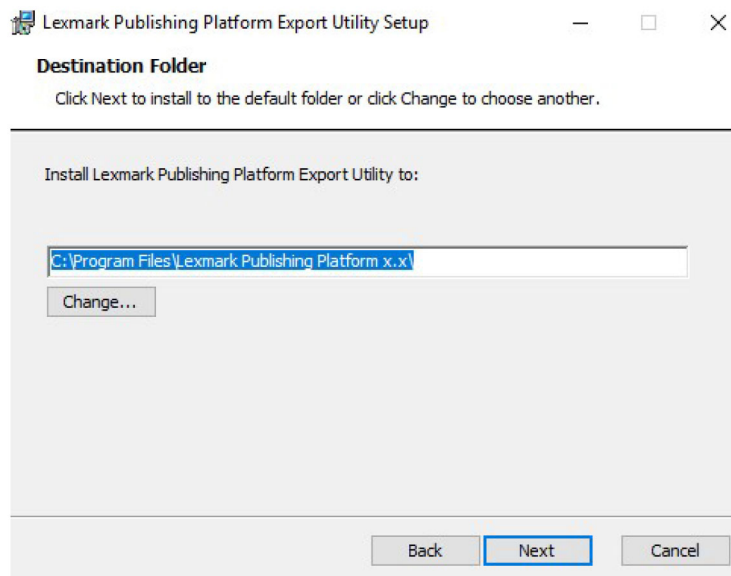 Lexmark Publishing Platform Export Utility Setup
Destination Folder
Click Next to install to the default folder or click Change to choose another.
Install Lexmark Publishing Platform Export Utility to:
C:\Program Files\Lexmark Publishing Platform x.x\
Change...
Back Next Cancel